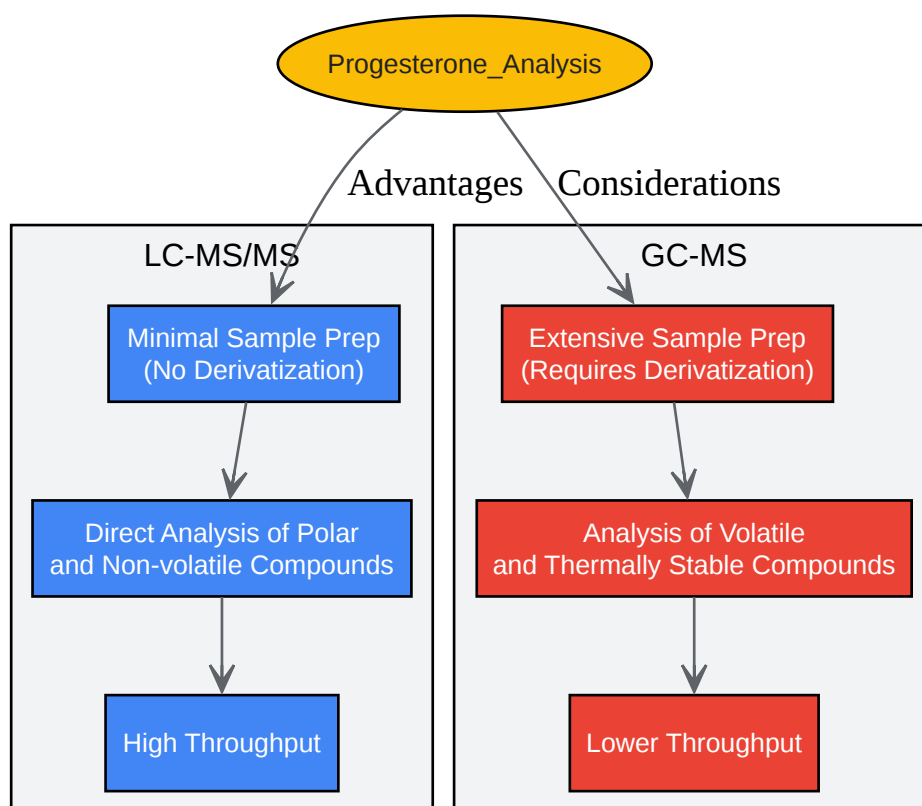 Progesterone_Analysis
Advantages
Considerations
LC-MS/MS
Minimal Sample Prep
(No Derivatization)
Direct Analysis of Polar
and Non-volatile Compounds
High Throughput
GC-MS
Extensive Sample Prep
(Requires Derivatization)
Analysis of Volatile
and Thermally Stable Compounds
Lower Throughput